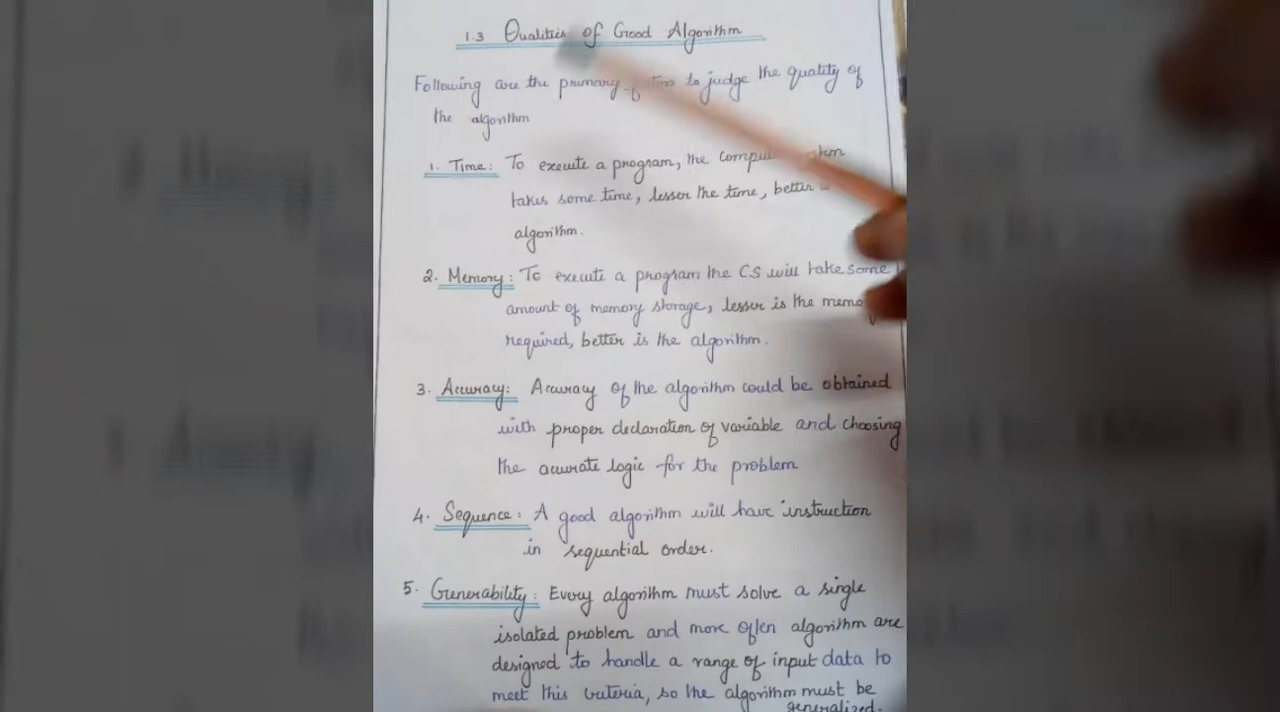 1.3 Qualities of Good Algorithm
Following are the primary to judge the quality of
the algorithm
1. Time: To execute a program, the
takes some time, lesser the time, better
algorithm.
2. Memory: To execute a program the CS will take some
amount of memory storage, lesser is the
required, better is the algorithm.
3. Accuracy: Accuracy of the algorithm could be obtained
with proper declaration of variable and choosing
the accurate logic for the problem
4. Sequence: A good algorithm will have instruction
in sequential order.
5. Generability: Every algorithm must solve a single
isolated problem and more often algorithm are
designed to handle a range of input data to
meet this criteria, so the algorithm must be
generalized.